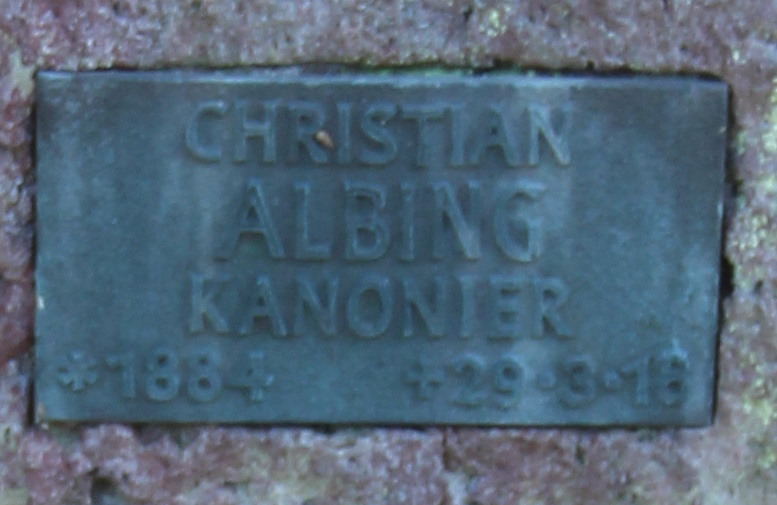 CHRISTIAN
ALBING
KANONIER
*1884 +29·3·18